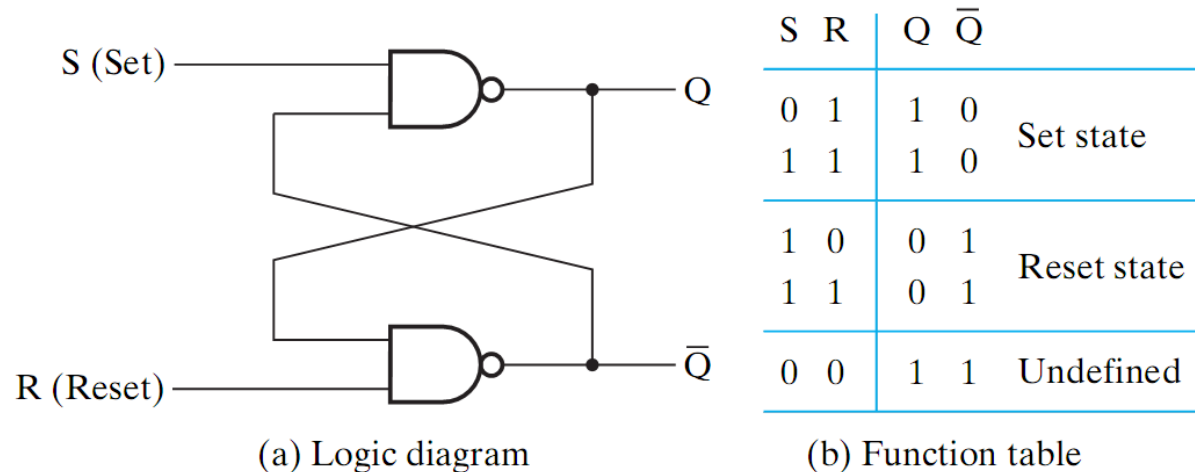 S (Set)
Q
R (Reset)
Q̅
(a) Logic diagram
S R Q Q̅
0 1 1 0
1 1 1 0
Set state
1 0 0 1
1 1 0 1
Reset state
0 0 1 1 Undefined
(b) Function table